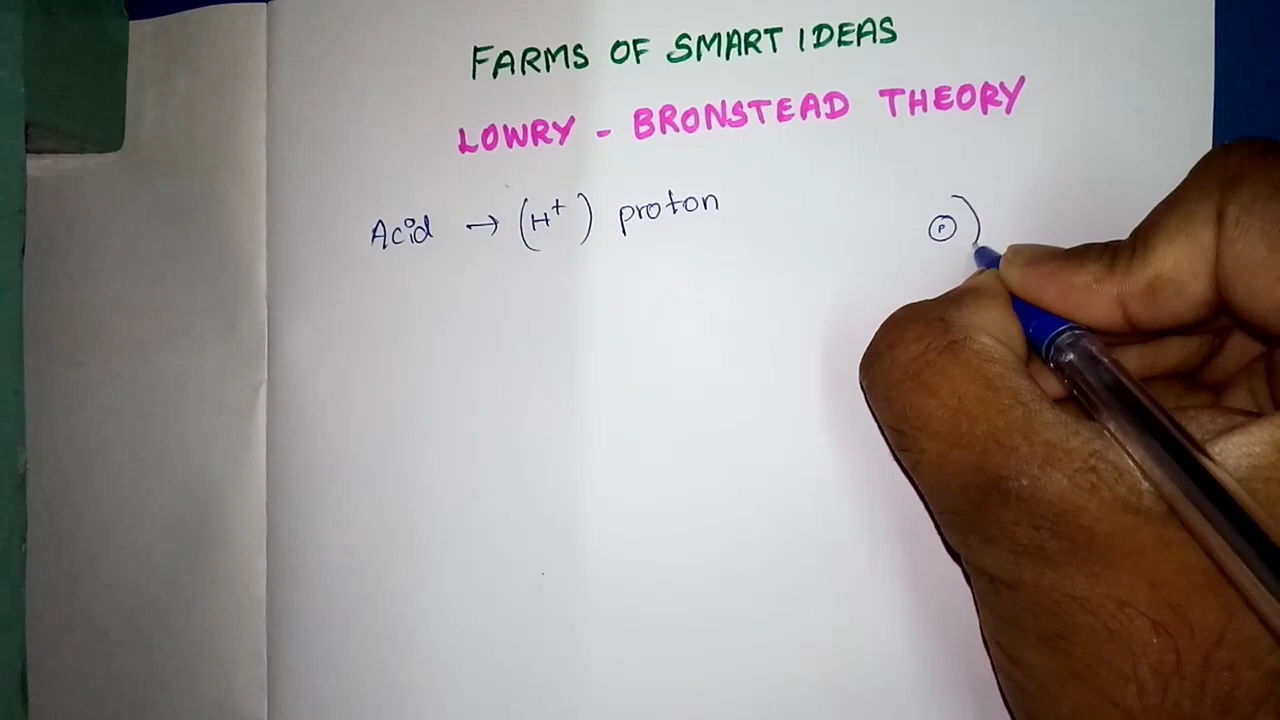 FARMS OF SMART IDEAS
LOWRY - BRONSTEAD THEORY
Acid → (H⁺) proton
P